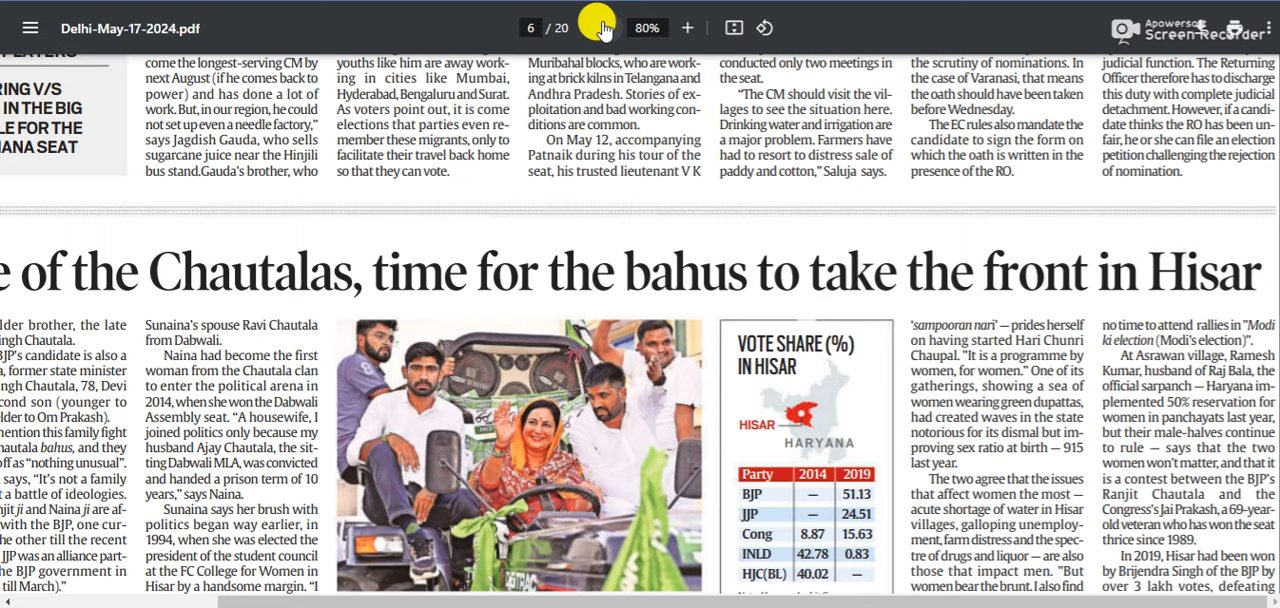 Delhi-May-17-2024.pdf
6 / 20
80%
Apowersoft
Screen Recorder
RING V/S
IN THE BIG
LE FOR THE
ANA SEAT
come the longest-serving CM by
next August (if he comes back to
power) and has done a lot of
work. But, in our region, he could
not set up even a needle factory,"
says Jagdish Gauda, who sells
sugarcane juice near the Hinjili
bus stand.Gauda's brother, who
youths like him are away work-
ing in cities like Mumbai,
Hyderabad, Bengaluru and Surat.
As voters point out, it is come
elections that parties even re-
member these migrants, only to
facilitate their travel back home
so that they can vote.
Muribahal blocks, who are work-
ing at brick kilns in Telangana and
Andhra Pradesh. Stories of ex-
ploitation and bad working con-
ditions are common.
On May 12, accompanying
Patnaik during his tour of the
seat, his trusted lieutenant V K
conducted only two meetings in
the seat.
"The CM should visit the vil-
lages to see the situation here.
Drinking water and irrigation are
a major problem. Farmers have
had to resort to distress sale of
paddy and cotton," Saluja says.
the scrutiny of nominations. In
the case of Varanasi, that means
the oath should have been taken
before Wednesday.
The EC rules also mandate the
candidate to sign the form on
which the oath is written in the
presence of the RO.
judicial function. The Returning
Officer therefore has to discharge
this duty with complete judicial
detachment. However, if a candi-
date thinks the RO has been un-
fair, he or she can file an election
petition challenging the rejection
of nomination.
e of the Chautalas, time for the bahus to take the front in Hisar
lder brother, the late
ingh Chautala.
BJP's candidate is also a
a, former state minister
ngh Chautala, 78, Devi
cond son (younger to
elder to Om Prakash).
mention this family fight
hautala bahus, and they
off as "nothing unusual".
says, "It's not a family
t a battle of ideologies.
njit ji and Naina ji are af-
with the BJP, one cur-
he other till the recent
JJP was an alliance part-
he BJP government in
till March)."
Sunaina's spouse Ravi Chautala
from Dabwali.
Naina had become the first
woman from the Chautala clan
to enter the political arena in
2014, when she won the Dabwali
Assembly seat. "A housewife, I
joined politics only because my
husband Ajay Chautala, the sit-
ting Dabwali MLA, was convicted
and handed a prison term of 10
years," says Naina.
Sunaina says her brush with
politics began way earlier, in
1994, when she was elected the
president of the student council
at the FC College for Women in
Hisar by a handsome margin. "I
VOTE SHARE (%)
IN HISAR
HISAR
HARYANA
Party 2014 2019
BJP — 51.13
JJP — 24.51
Cong 8.87 15.63
INLD 42.78 0.83
HJC(BL) 40.02 —
'sampooran nari' — prides herself
on having started Hari Chunri
Chaupal. "It is a programme by
women, for women." One of its
gatherings, showing a sea of
women wearing green dupattas,
had created waves in the state
notorious for its dismal but im-
proving sex ratio at birth — 915
last year.
The two agree that the issues
that affect women the most —
acute shortage of water in Hisar
villages, galloping unemploy-
ment, farm distress and the spec-
tre of drugs and liquor — are also
those that impact men. "But
women bear the brunt. I also find
no time to attend rallies in "Modi
ki election (Modi's election)".
At Asrawan village, Ramesh
Kumar, husband of Raj Bala, the
official sarpanch — Haryana im-
plemented 50% reservation for
women in panchayats last year,
but their male-halves continue
to rule — says that the two
women won't matter, and that it
is a contest between the BJP's
Ranjit Chautala and the
Congress's Jai Prakash, a 69-year-
old veteran who has won the seat
thrice since 1989.
In 2019, Hisar had been won
by Brijendra Singh of the BJP by
over 3 lakh votes, defeating